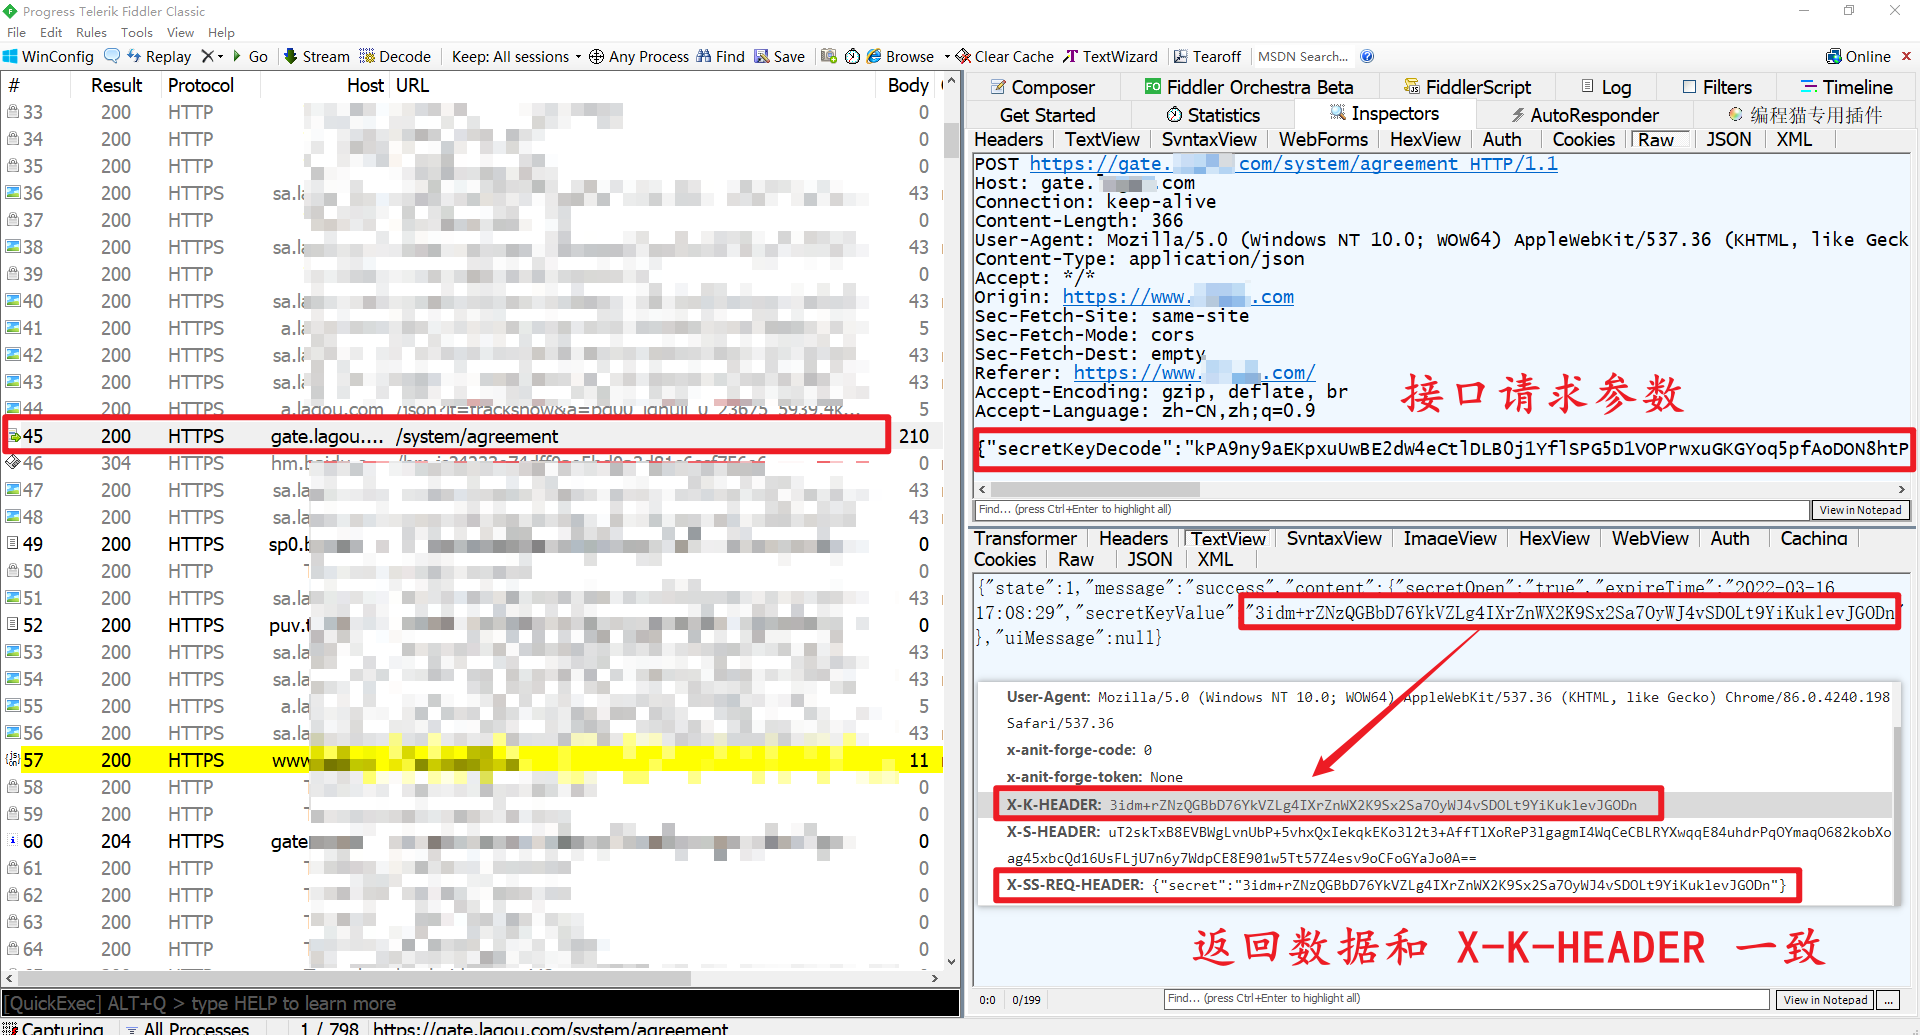 Progress Telerik Fiddler Classic
File Edit Rules Tools View Help
WinConfig Replay Go Stream Decode Keep: All sessions Any Process Find Save Browse Clear Cache TextWizard Tearoff MSDN Search... Online
# Result Protocol Host URL Body
33 200 HTTP 0
34 200 HTTP 0
35 200 HTTP 0
36 200 HTTPS sa.la 43
37 200 HTTP 0
38 200 HTTPS sa.la 43
39 200 HTTP 0
40 200 HTTPS sa.la 43
41 200 HTTPS a.la 5
42 200 HTTPS sa.la 43
43 200 HTTPS sa.la 43
44 200 HTTPS a.lagou.com 5
45 200 HTTPS gate.lagou.... /system/agreement 210
46 304 HTTPS 0
47 200 HTTPS sa.la 43
48 200 HTTPS sa.la 43
49 200 HTTPS sp0.b 0
50 200 HTTP 0
51 200 HTTPS sa.la 43
52 200 HTTPS puv.t 0
53 200 HTTPS sa.la 43
54 200 HTTPS sa.la 43
55 200 HTTPS a.la 5
56 200 HTTPS sa.la 43
57 200 HTTPS www 11
58 200 HTTP 0
59 200 HTTP 0
60 204 HTTPS gate 0
61 200 HTTP 0
62 200 HTTP 0
63 200 HTTP 0
64 200 HTTP 0
[QuickExec] ALT+Q > type HELP to learn more
Capturing All Processes 1 / 798 https://gate.lagou.com/system/agreement
Composer Fiddler Orchestra Beta FiddlerScript Log Filters Timeline
Get Started Statistics Inspectors AutoResponder 编程猫专用插件
Headers TextView SyntaxView WebForms HexView Auth Cookies Raw JSON XML
POST https://gate. .com/system/agreement HTTP/1.1
Host: gate. .com
Connection: keep-alive
Content-Length: 366
User-Agent: Mozilla/5.0 (Windows NT 10.0; WOW64) AppleWebKit/537.36 (KHTML, like Geck
Content-Type: application/json
Accept: */*
Origin: https://www. .com
Sec-Fetch-Site: same-site
Sec-Fetch-Mode: cors
Sec-Fetch-Dest: empty
Referer: https://www. .com/
Accept-Encoding: gzip, deflate, br
Accept-Language: zh-CN,zh;q=0.9
接口请求参数
{"secretKeyDecode":"kPA9ny9aEKpxuUwBE2dW4eCtlDLB0j1YflSPG5D1VOPrwxuGKGYoq5pfAoDON8htP
Find... (press Ctrl+Enter to highlight all) View in Notepad
Transformer Headers TextView SyntaxView ImageView HexView WebView Auth Caching
Cookies Raw JSON XML
{"state":1,"message":"success","content":{"secretOpen":"true","expireTime":"2022-03-16
17:08:29","secretKeyValue" "3idm+rZNzQGBbD76YkVZLg4IXrZnWX2K9Sx2Sa7OyWJ4vSDOLt9YiKuklevJGODn"
},"uiMessage":null}
User-Agent: Mozilla/5.0 (Windows NT 10.0; WOW64) AppleWebKit/537.36 (KHTML, like Gecko) Chrome/86.0.4240.198
Safari/537.36
x-anit-forge-code: 0
x-anit-forge-token: None
X-K-HEADER: 3idm+rZNzQGBbD76YkVZLg4IXrZnWX2K9Sx2Sa7OyWJ4vSDOLt9YiKuklevJGODn
X-S-HEADER: uT2skTxB8EVBWgLvnUbP+5vhxQxIekqkEKo3l2t3+AffTlXoReP3lgagmI4WqCeCBLRYXwqqE84uhdrPqOYmaqO682kobXo
ag45xbcQd16UsFLjU7n6y7WdpCE8E901w5Tt57Z4esv9oCFoGYaJo0A==
X-SS-REQ-HEADER: {"secret":"3idm+rZNzQGBbD76YkVZLg4IXrZnWX2K9Sx2Sa7OyWJ4vSDOLt9YiKuklevJGODn"}
返回数据和 X-K-HEADER 一致
0:0 0/199 Find... (press Ctrl+Enter to highlight all) View in Notepad ...